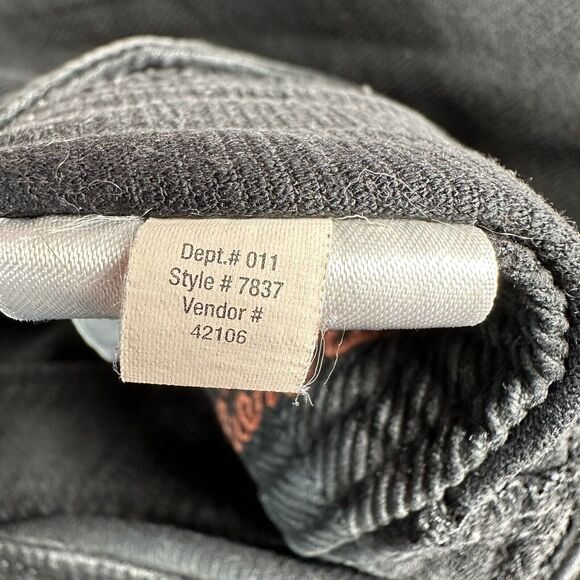 Dept.# 011
Style # 7837
Vendor #
42106